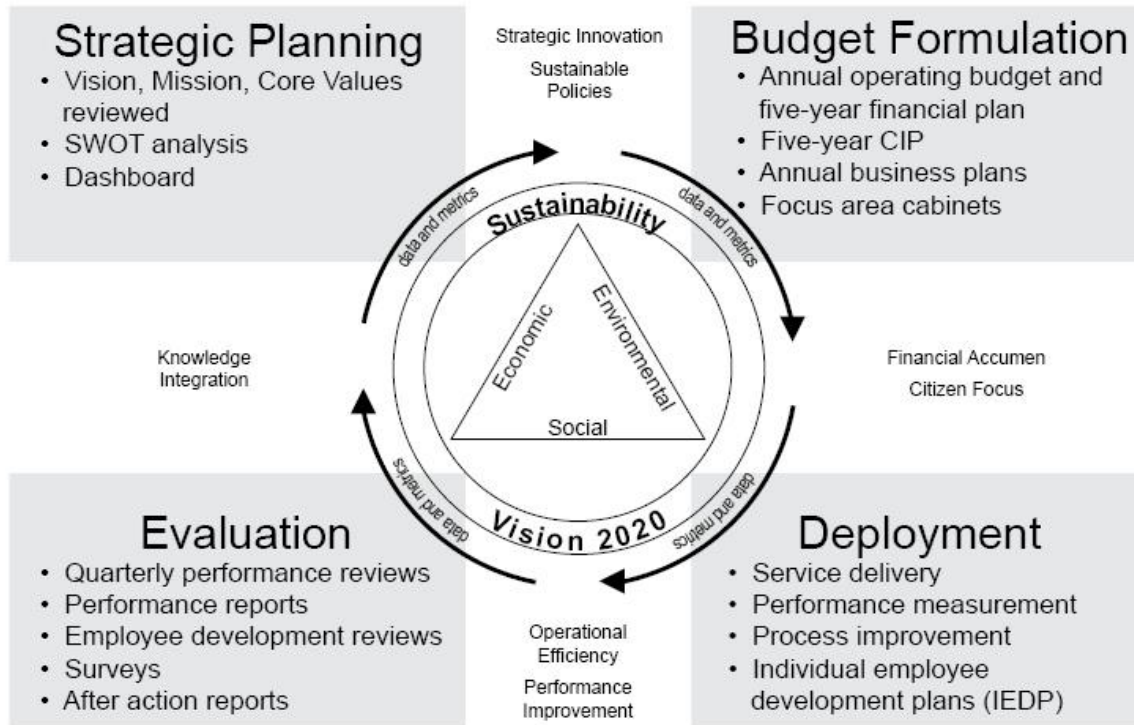 Strategic Planning
• Vision, Mission, Core Values
reviewed
• SWOT analysis
• Dashboard
Strategic Innovation
Sustainable
Policies
Budget Formulation
• Annual operating budget and
five-year financial plan
• Five-year CIP
• Annual business plans
• Focus area cabinets
data and metrics
Sustainability
data and metrics
Economic
Environmental
Social
Knowledge
Integration
Financial Accumen
Citizen Focus
data and metrics
Vision 2020
data and metrics
Evaluation
• Quarterly performance reviews
• Performance reports
• Employee development reviews
• Surveys
• After action reports
Operational
Efficiency
Performance
Improvement
Deployment
• Service delivery
• Performance measurement
• Process improvement
• Individual employee
development plans (IEDP)